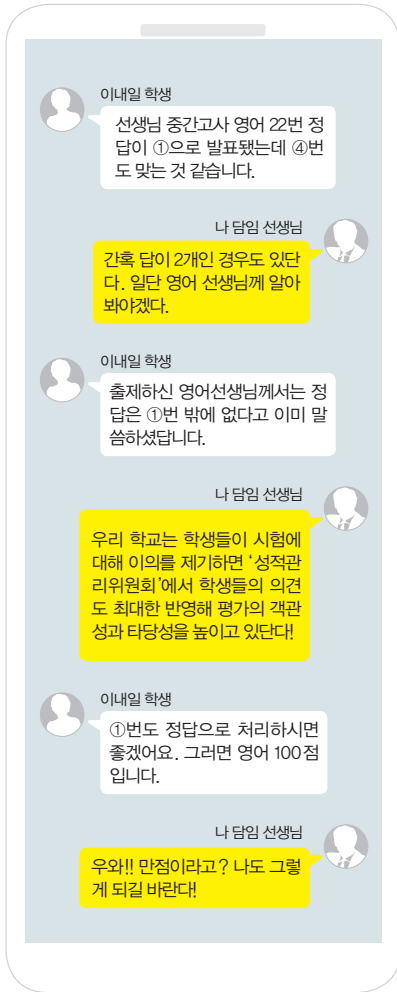 이내일 학생
선생님 중간고사 영어 22번 정
답이 ①으로 발표됐는데 ④번
도 맞는 것 같습니다.
나 담임 선생님
간혹 답이 2개인 경우도 있단
다. 일단 영어 선생님께 알아
봐야겠다.
이내일 학생
출제하신 영어선생님께서는 정
답은 ①번 밖에 없다고 이미 말
씀하셨답니다.
나 담임 선생님
우리 학교는 학생들이 시험에
대해 이의를 제기하면 ‘성적관
리위원회’에서 학생들의 의견
도 최대한 반영해 평가의 객관
성과 타당성을 높이고 있단다!
이내일 학생
①번도 정답으로 처리하시면
좋겠어요. 그러면 영어 100점
입니다.
나 담임 선생님
우와!! 만점이라고? 나도 그렇
게 되길 바란다!